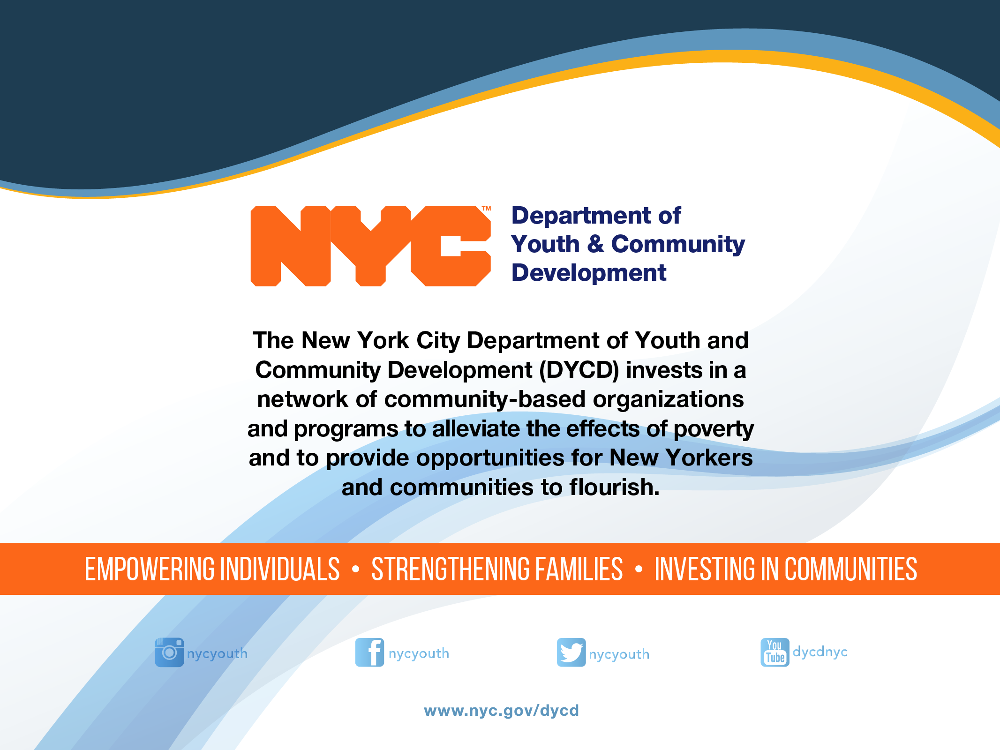 NYC™
Department of
Youth & Community
Development
The New York City Department of Youth and
Community Development (DYCD) invests in a
network of community-based organizations
and programs to alleviate the effects of poverty
and to provide opportunities for New Yorkers
and communities to flourish.
EMPOWERING INDIVIDUALS • STRENGTHENING FAMILIES • INVESTING IN COMMUNITIES
nycyouth f nycyouth nycyouth You Tube dycdnyc
www.nyc.gov/dycd